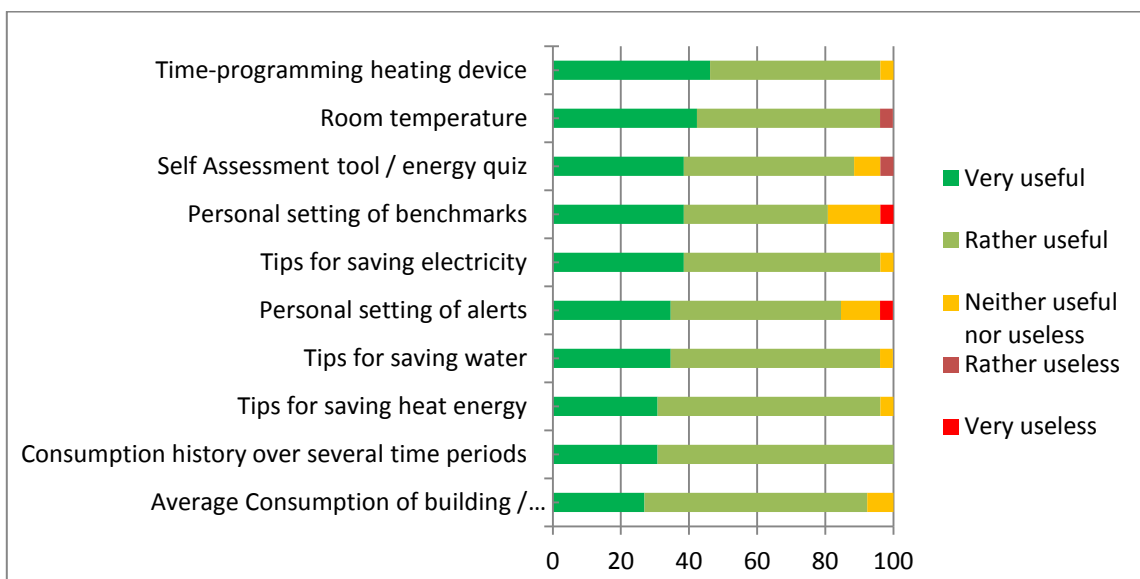 Time-programming heating device
Room temperature
Self Assessment tool / energy quiz
Personal setting of benchmarks
Tips for saving electricity
Personal setting of alerts
Tips for saving water
Tips for saving heat energy
Consumption history over several time periods
Average Consumption of building /...
0 20 40 60 80 100
Very useful
Rather useful
Neither useful
nor useless
Rather useless
Very useless